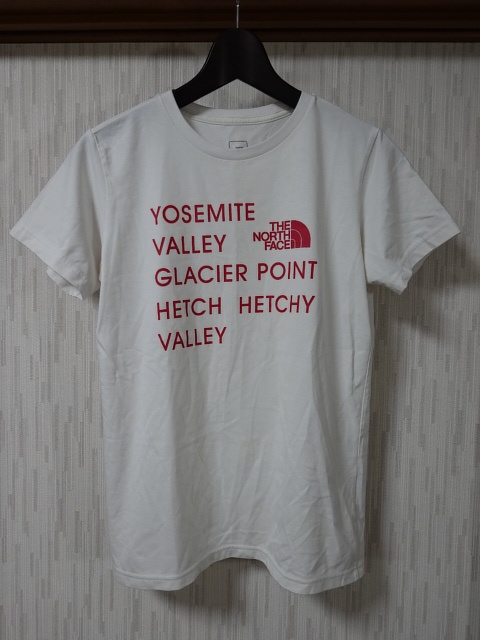 YOSEMITE
VALLEY
THE
NORTH
FACE
GLACIER POINT
HETCH HETCHY
VALLEY